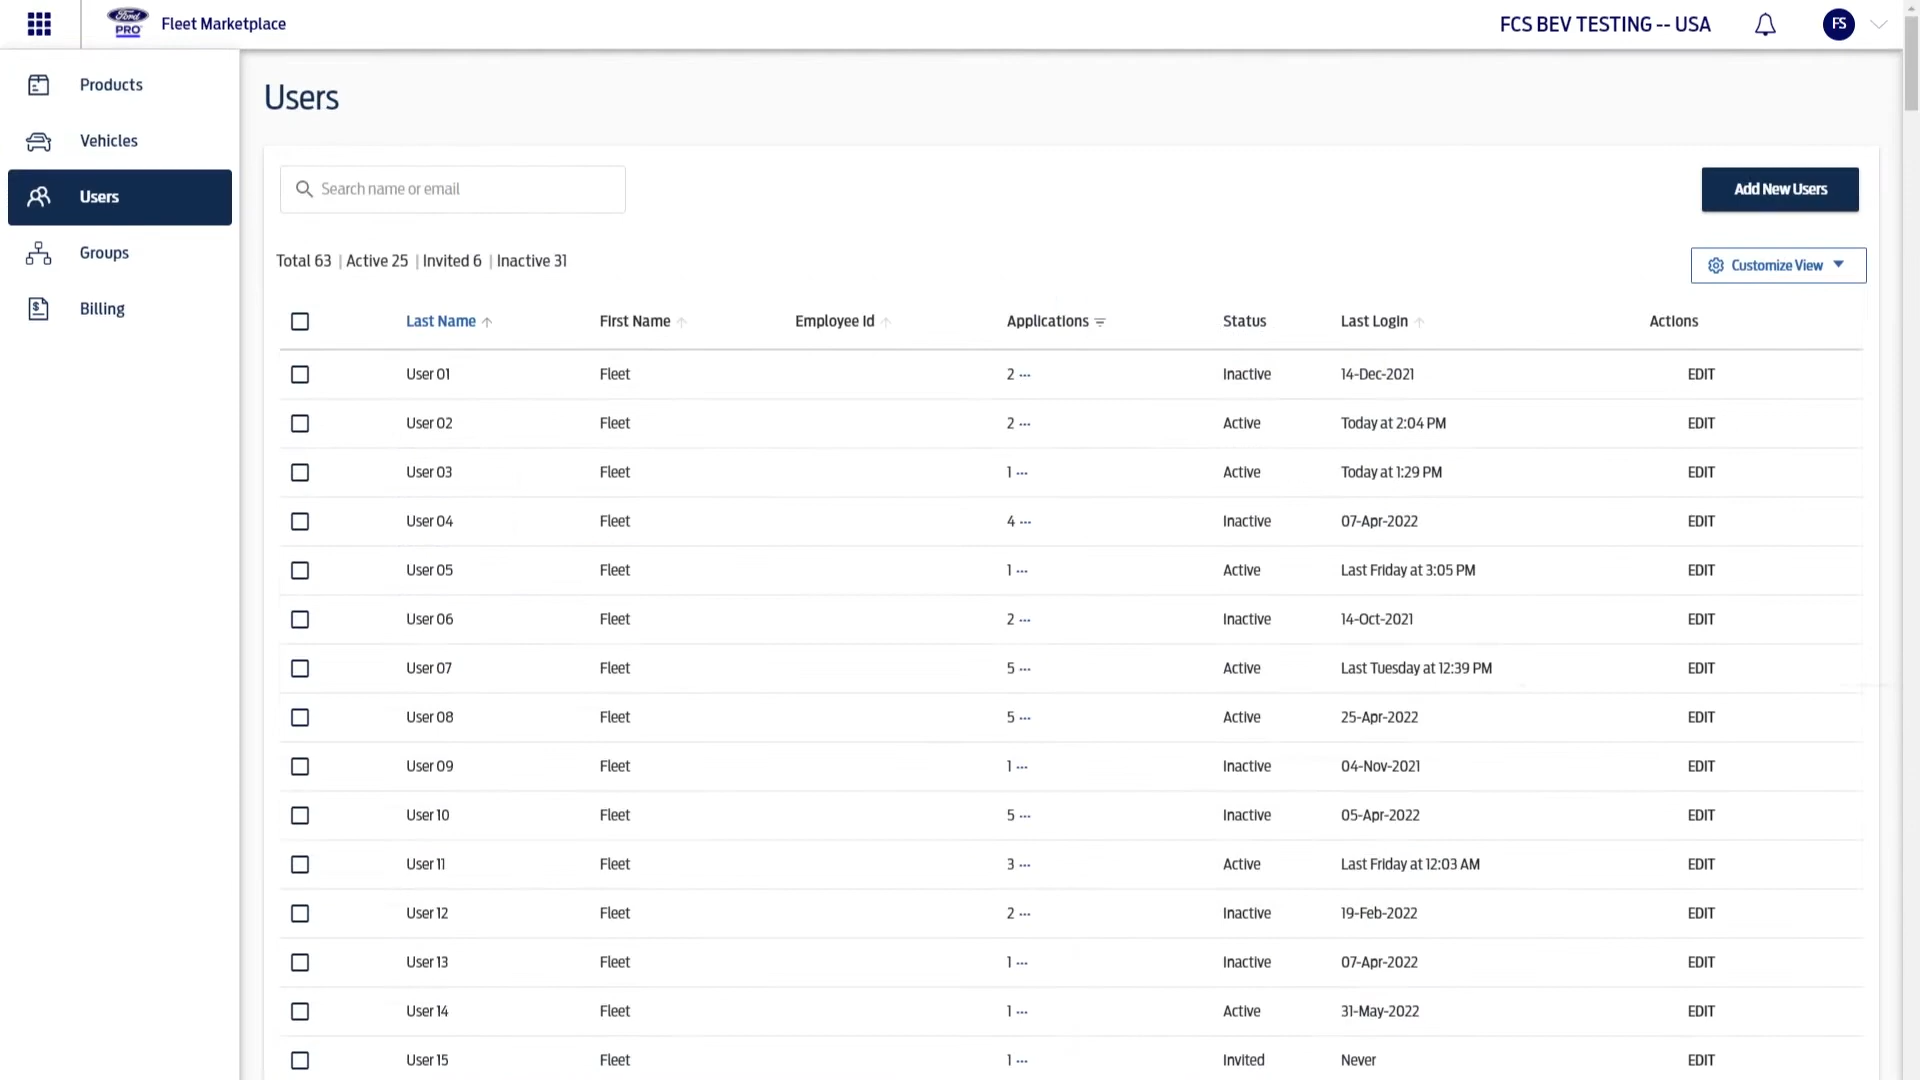 Ford PRO Fleet Marketplace FCS BEV TESTING -- USA FS
Products
Vehicles
Users
Groups
Billing
Users
Search name or email
Add New Users
Total 63 | Active 25 | Invited 6 | Inactive 31
Customize View
Last Name First Name Employee Id Applications Status Last Login Actions
User 01 Fleet 2 ... Inactive 14-Dec-2021 EDIT
User 02 Fleet 2 ... Active Today at 2:04 PM EDIT
User 03 Fleet 1 ... Active Today at 1:29 PM EDIT
User 04 Fleet 4 ... Inactive 07-Apr-2022 EDIT
User 05 Fleet 1 ... Active Last Friday at 3:05 PM EDIT
User 06 Fleet 2 ... Inactive 14-Oct-2021 EDIT
User 07 Fleet 5 ... Active Last Tuesday at 12:39 PM EDIT
User 08 Fleet 5 ... Active 25-Apr-2022 EDIT
User 09 Fleet 1 ... Inactive 04-Nov-2021 EDIT
User 10 Fleet 5 ... Inactive 05-Apr-2022 EDIT
User 11 Fleet 3 ... Active Last Friday at 12:03 AM EDIT
User 12 Fleet 2 ... Inactive 19-Feb-2022 EDIT
User 13 Fleet 1 ... Inactive 07-Apr-2022 EDIT
User 14 Fleet 1 ... Active 31-May-2022 EDIT
User 15 Fleet 1 ... Invited Never EDIT